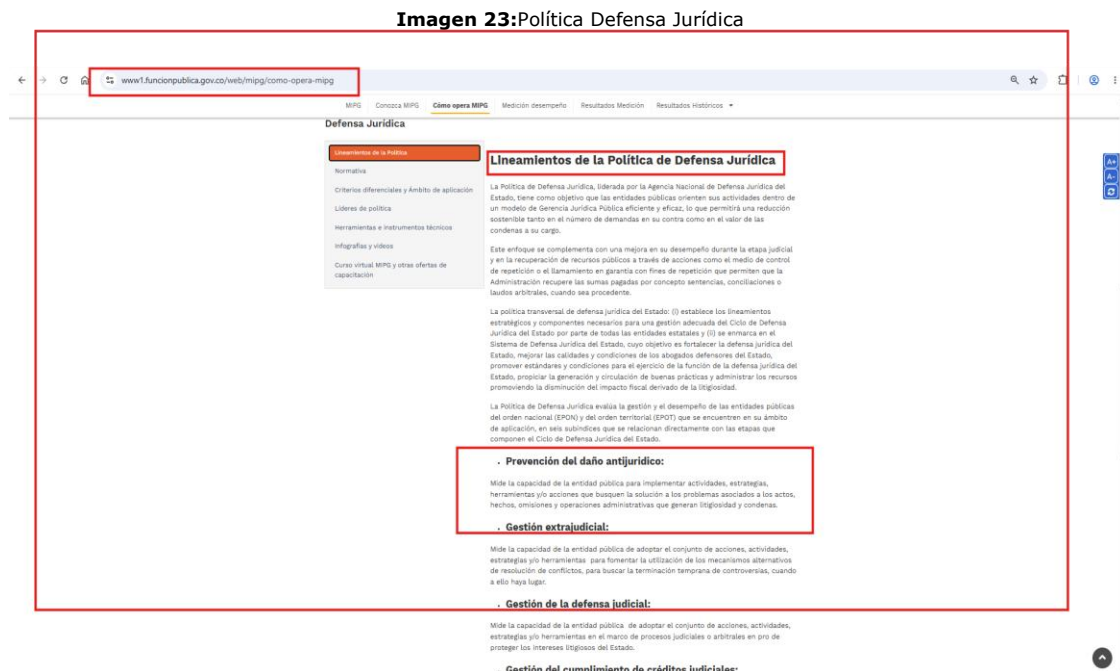 Imagen 23:Política Defensa Jurídica
www1.funcionpublica.gov.co/web/mipg/como-opera-mipg
MIPG Conozca MIPG Cómo opera MIPG Medición desempeño Resultados Medición Resultados Históricos
Defensa Jurídica
Lineamientos de la Política
Normativa
Criterios diferenciales y Ámbito de aplicación
Líderes de política
Herramientas e instrumentos técnicos
Infografías y videos
Curso virtual MIPG y otras ofertas de
capacitación
Lineamientos de la Política de Defensa Jurídica
La Política de Defensa Jurídica, liderada por la Agencia Nacional de Defensa Jurídica del
Estado, tiene como objetivo que las entidades públicas orienten sus actividades dentro de
un modelo de Gerencia Jurídica Pública eficiente y eficaz, lo que permitirá una reducción
sostenible tanto en el número de demandas en su contra como en el valor de las
condenas a su cargo.
Este enfoque se complementa con una mejora en su desempeño durante la etapa judicial
y en la recuperación de recursos públicos a través de acciones como el medio de control
de repetición o el llamamiento en garantía con fines de repetición que permiten que la
Administración recupere las sumas pagadas por concepto sentencias, conciliaciones o
laudos arbitrales, cuando sea procedente.
La política transversal de defensa jurídica del Estado: (i) establece los lineamientos
estratégicos y componentes necesarios para una gestión adecuada del Ciclo de Defensa
Jurídica del Estado por parte de todas las entidades estatales y (ii) se enmarca en el
Sistema de Defensa Jurídica del Estado, cuyo objetivo es fortalecer la defensa jurídica del
Estado, mejorar las calidades y condiciones de los abogados defensores del Estado,
promover estándares y condiciones para el ejercicio de la función de la defensa jurídica del
Estado, propiciar la generación y circulación de buenas prácticas y administrar los recursos
promoviendo la disminución del impacto fiscal derivado de la litigiosidad.
La Política de Defensa Jurídica evalúa la gestión y el desempeño de las entidades públicas
del orden nacional (EPON) y del orden territorial (EPOT) que se encuentren en su ámbito
de aplicación, en seis subíndices que se relacionan directamente con las etapas que
componen el Ciclo de Defensa Jurídica del Estado.
. Prevención del daño antijurídico:
Mide la capacidad de la entidad pública para implementar actividades, estrategias,
herramientas y/o acciones que busquen la solución a los problemas asociados a los actos,
hechos, omisiones y operaciones administrativas que generan litigiosidad y condenas.
. Gestión extrajudicial:
Mide la capacidad de la entidad pública de adoptar el conjunto de acciones, actividades,
estrategias y/o herramientas para fomentar la utilización de los mecanismos alternativos
de resolución de conflictos, para buscar la terminación temprana de controversias, cuando
a ello haya lugar.
. Gestión de la defensa judicial:
Mide la capacidad de la entidad pública de adoptar el conjunto de acciones, actividades,
estrategias y/o herramientas en el marco de procesos judiciales o arbitrales en pro de
proteger los intereses litigiosos del Estado.
. Gestión del cumplimiento de créditos judiciales:
A+
A-